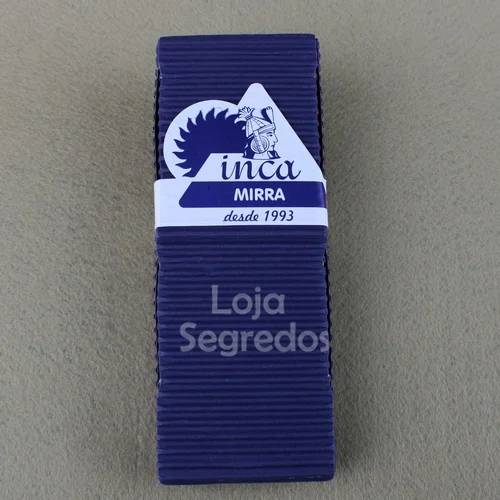 inca
MIRRA
desde 1993
Loja
Segredos